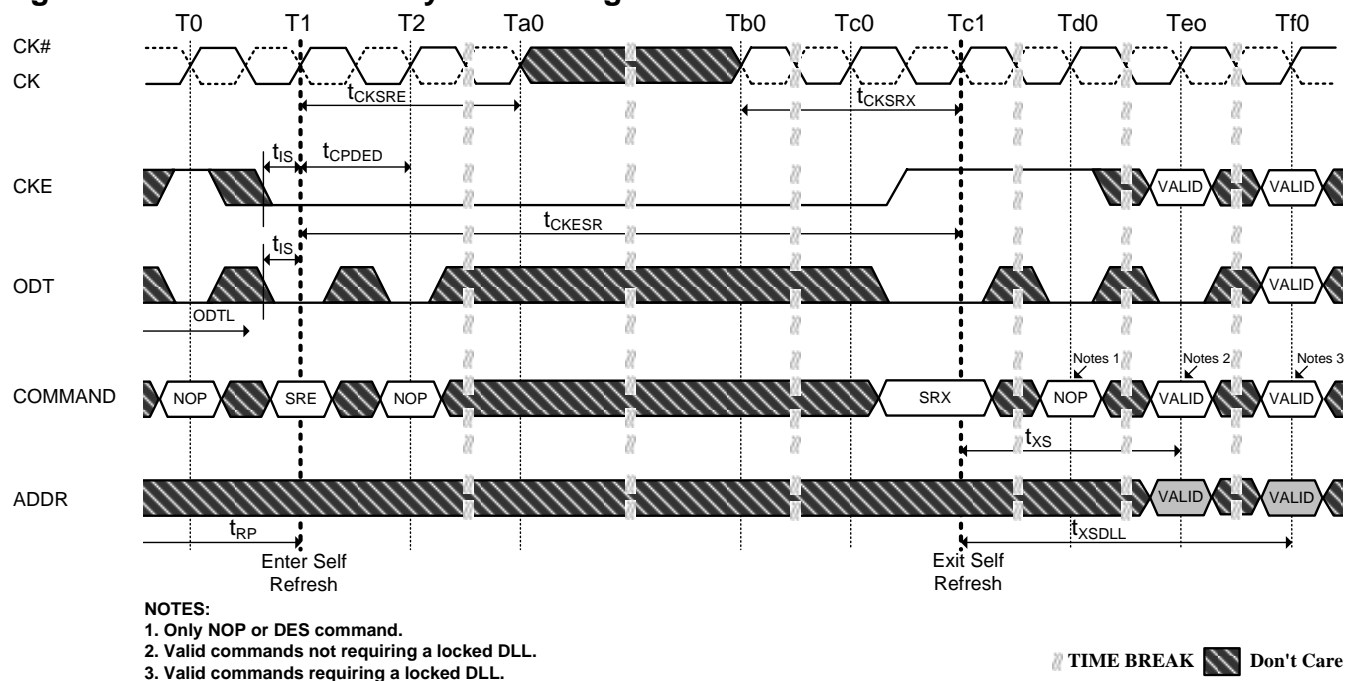 T0 T1 T2 Ta0 Tb0 Tc0 Tc1 Td0 Teo Tf0
CK#
CK
tCKSRE tCKSRX
tIS tCPDED
CKE VALID VALID
tCKESR
tIS
ODT VALID
ODTL
Notes 1 Notes 2 Notes 3
COMMAND NOP SRE NOP SRX NOP VALID VALID
tXS
ADDR VALID VALID
tRP tXSDLL
Enter Self Refresh
Exit Self Refresh
NOTES:
1. Only NOP or DES command.
2. Valid commands not requiring a locked DLL.
3. Valid commands requiring a locked DLL.
TIME BREAK Don't Care